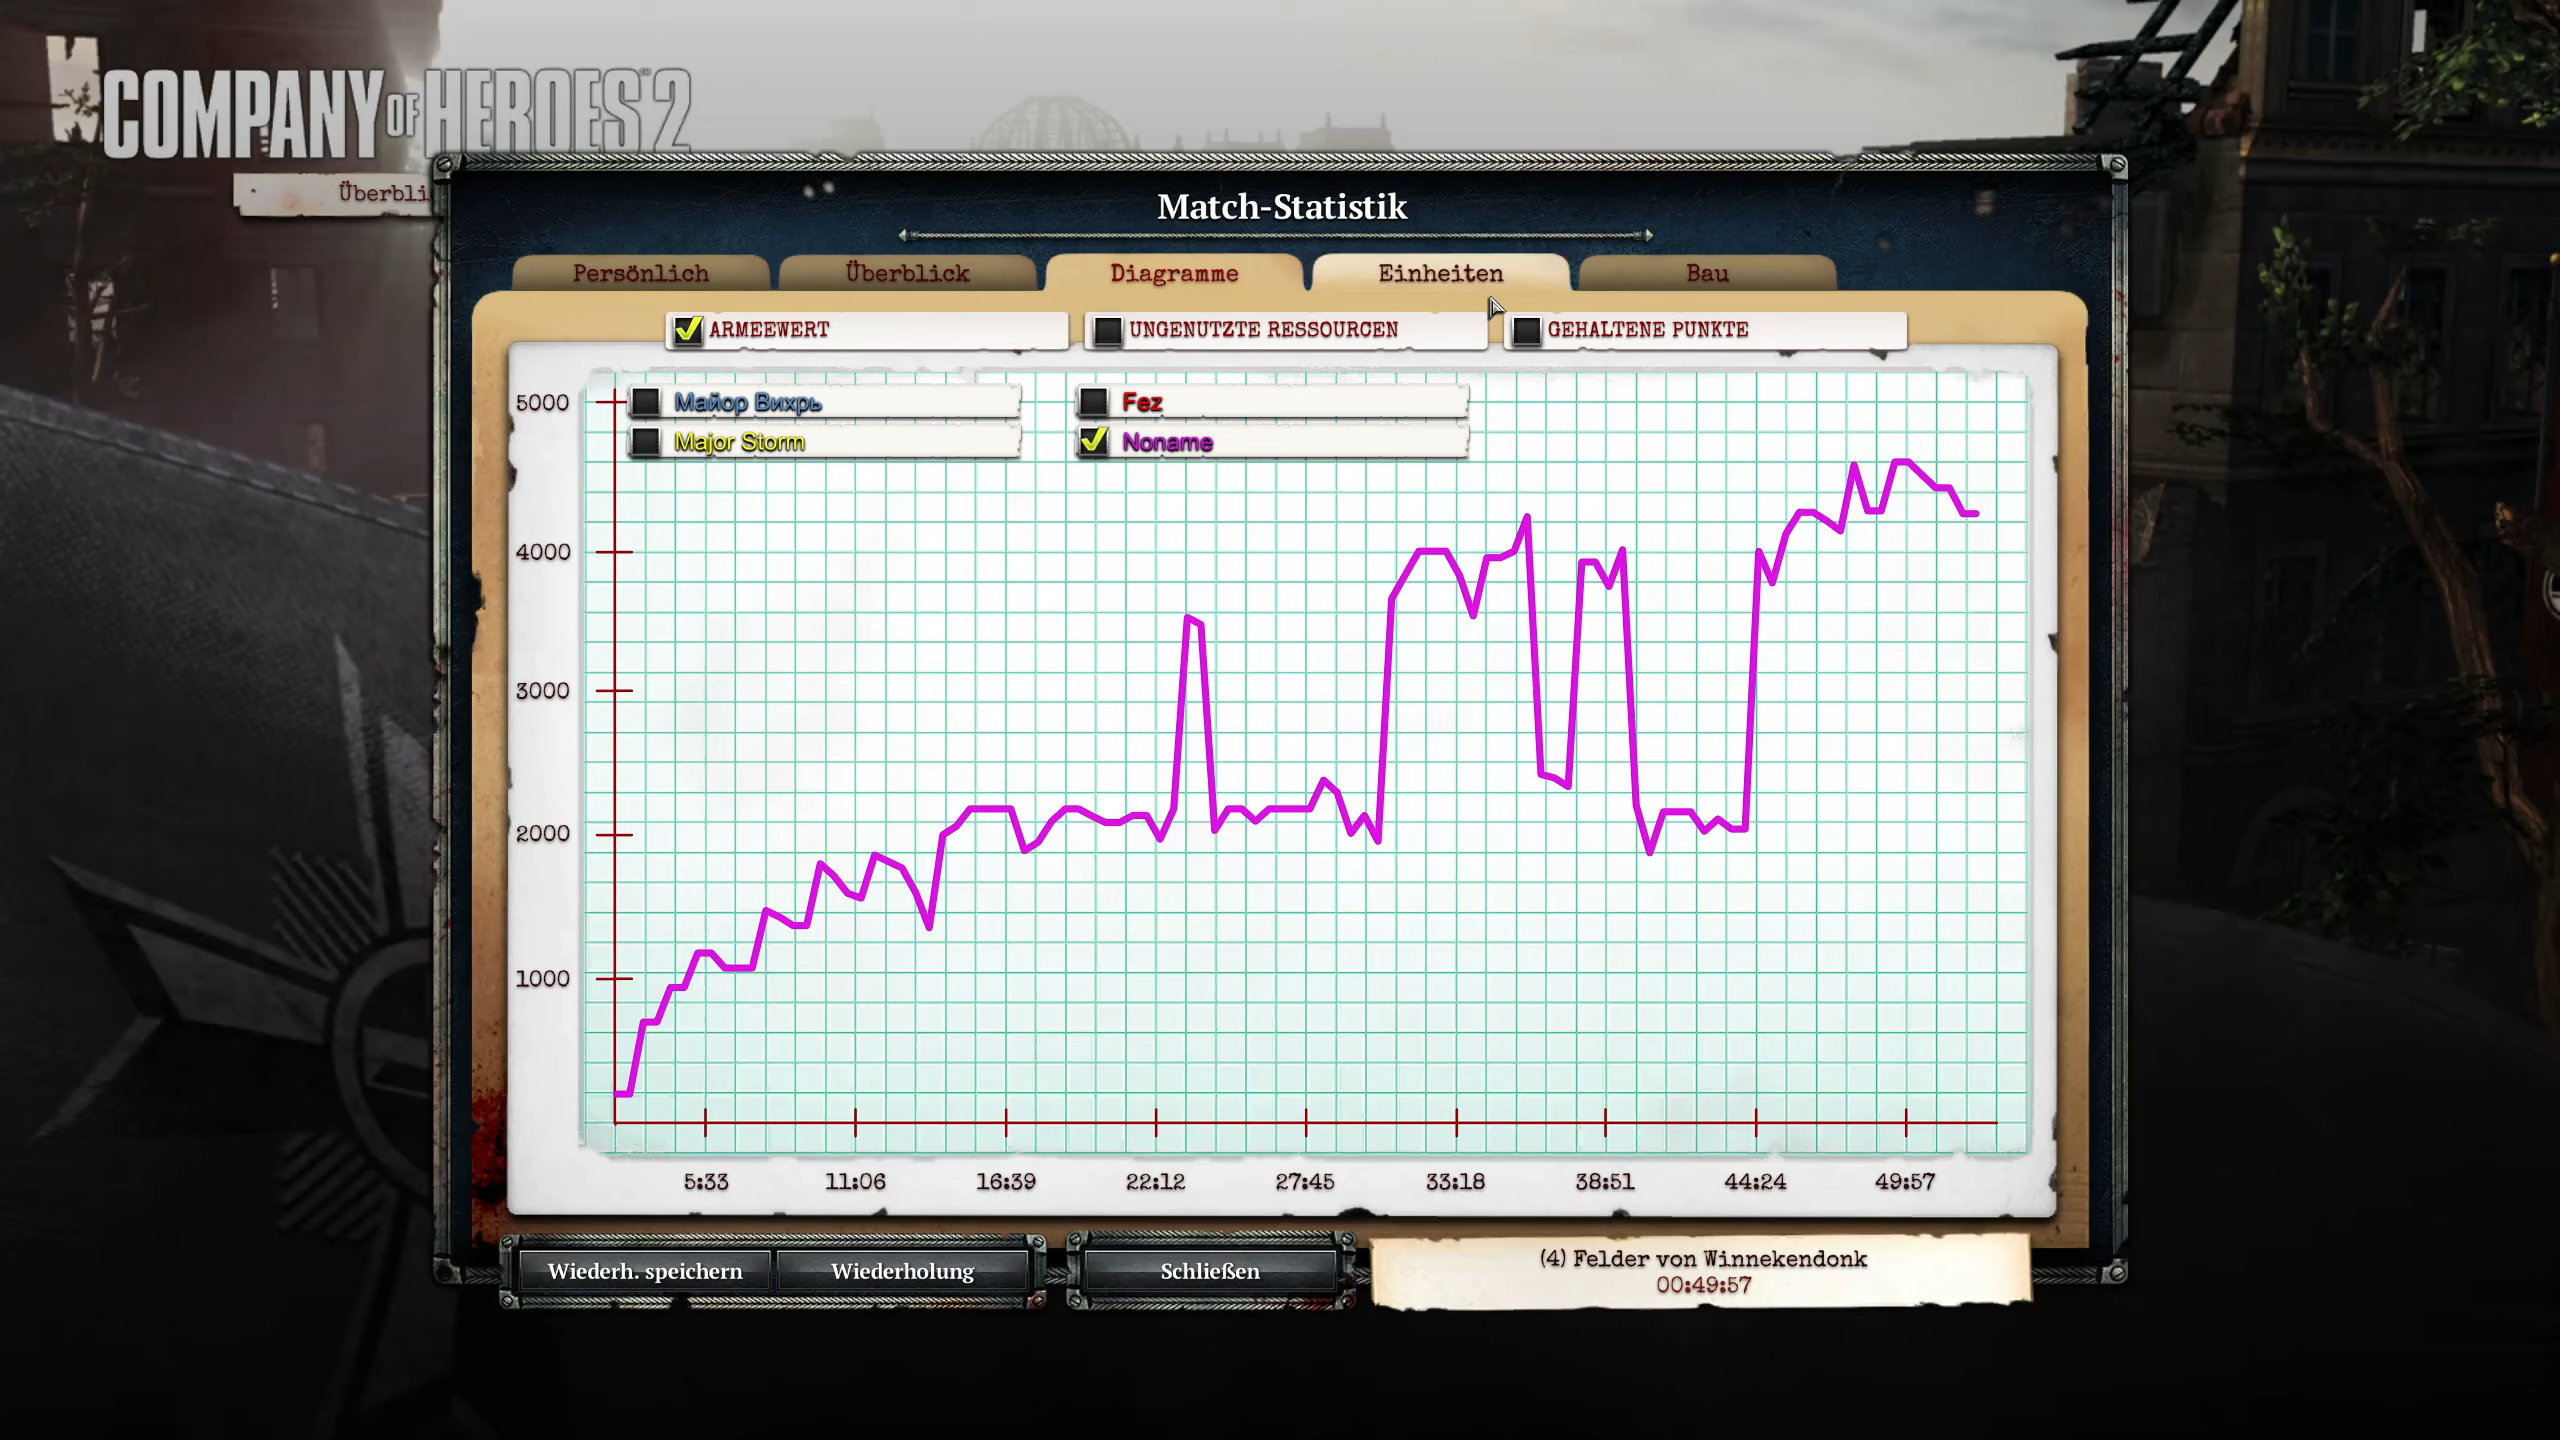 COMPANY OF HEROES 2
Überbli
Match-Statistik
Persönlich Überblick Diagramme Einheiten Bau
ARMEEWERT UNGENUTZTE RESSOURCEN GEHALTENE PUNKTE
Майор Вихрь Fez
Major Storm Noname
5000
4000
3000
2000
1000
5:33 11:06 16:39 22:12 27:45 33:18 38:51 44:24 49:57
Wiederh. speichern Wiederholung Schließen
(4) Felder von Winnekendonk
00:49:57